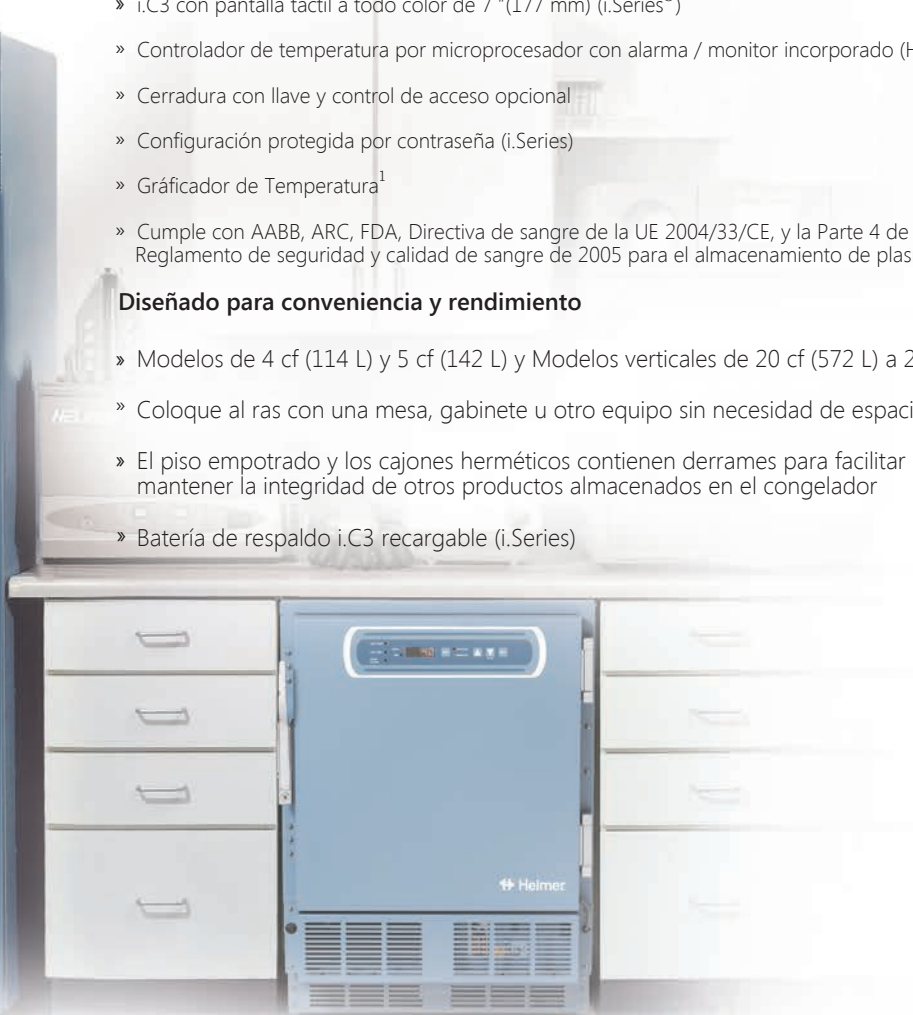 » i.C3 con pantalla táctil a todo color de 7 "(177 mm) (i.Series®)
» Controlador de temperatura por microprocesador con alarma / monitor incorporado (H
» Cerradura con llave y control de acceso opcional
» Configuración protegida por contraseña (i.Series)
» Gráficador de Temperatura¹
» Cumple con AABB, ARC, FDA, Directiva de sangre de la UE 2004/33/CE, y la Parte 4 de
Reglamento de seguridad y calidad de sangre de 2005 para el almacenamiento de plas
Diseñado para conveniencia y rendimiento
» Modelos de 4 cf (114 L) y 5 cf (142 L) y Modelos verticales de 20 cf (572 L) a 2
» Coloque al ras con una mesa, gabinete u otro equipo sin necesidad de espaci
» El piso empotrado y los cajones herméticos contienen derrames para facilitar
mantener la integridad de otros productos almacenados en el congelador
» Batería de respaldo i.C3 recargable (i.Series)
Helmer